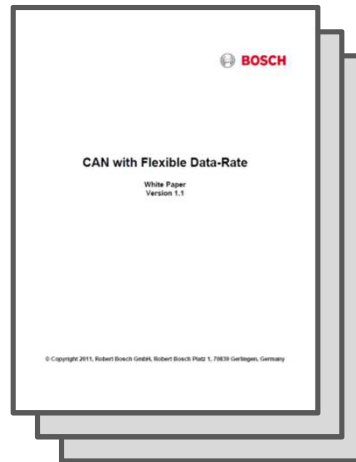 BOSCH
CAN with Flexible Data-Rate
White Paper
Version 1.1
© Copyright 2011, Robert Bosch GmbH, Robert Bosch Platz 1, 70839 Gerlingen, Germany